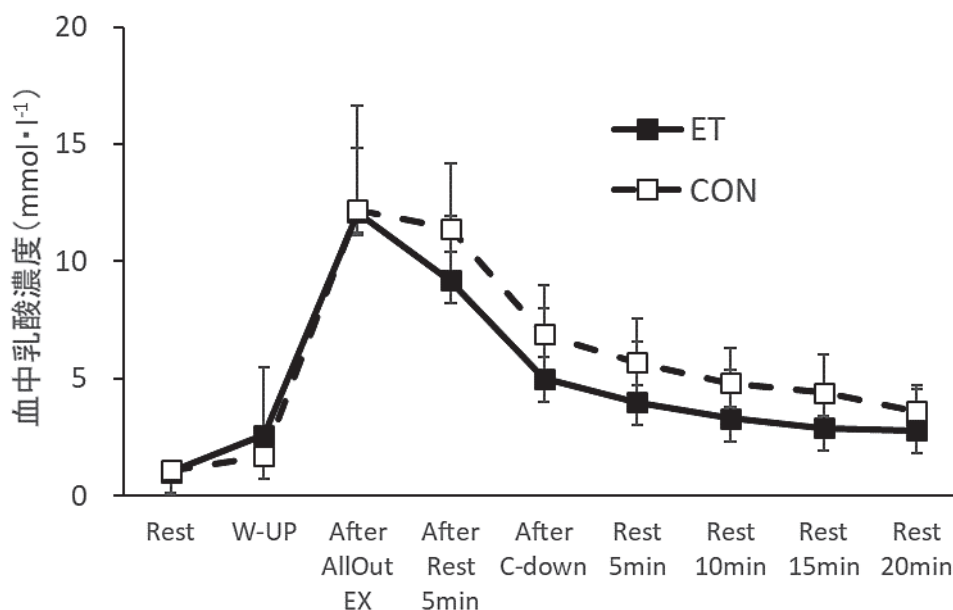 20
15
10
5
0
血中乳酸濃度(mmol・l-1)
ET
CON
Rest
W-UP
After
AllOut
EX
After
Rest
5min
After
C-down
Rest
5min
Rest
10min
Rest
15min
Rest
20min